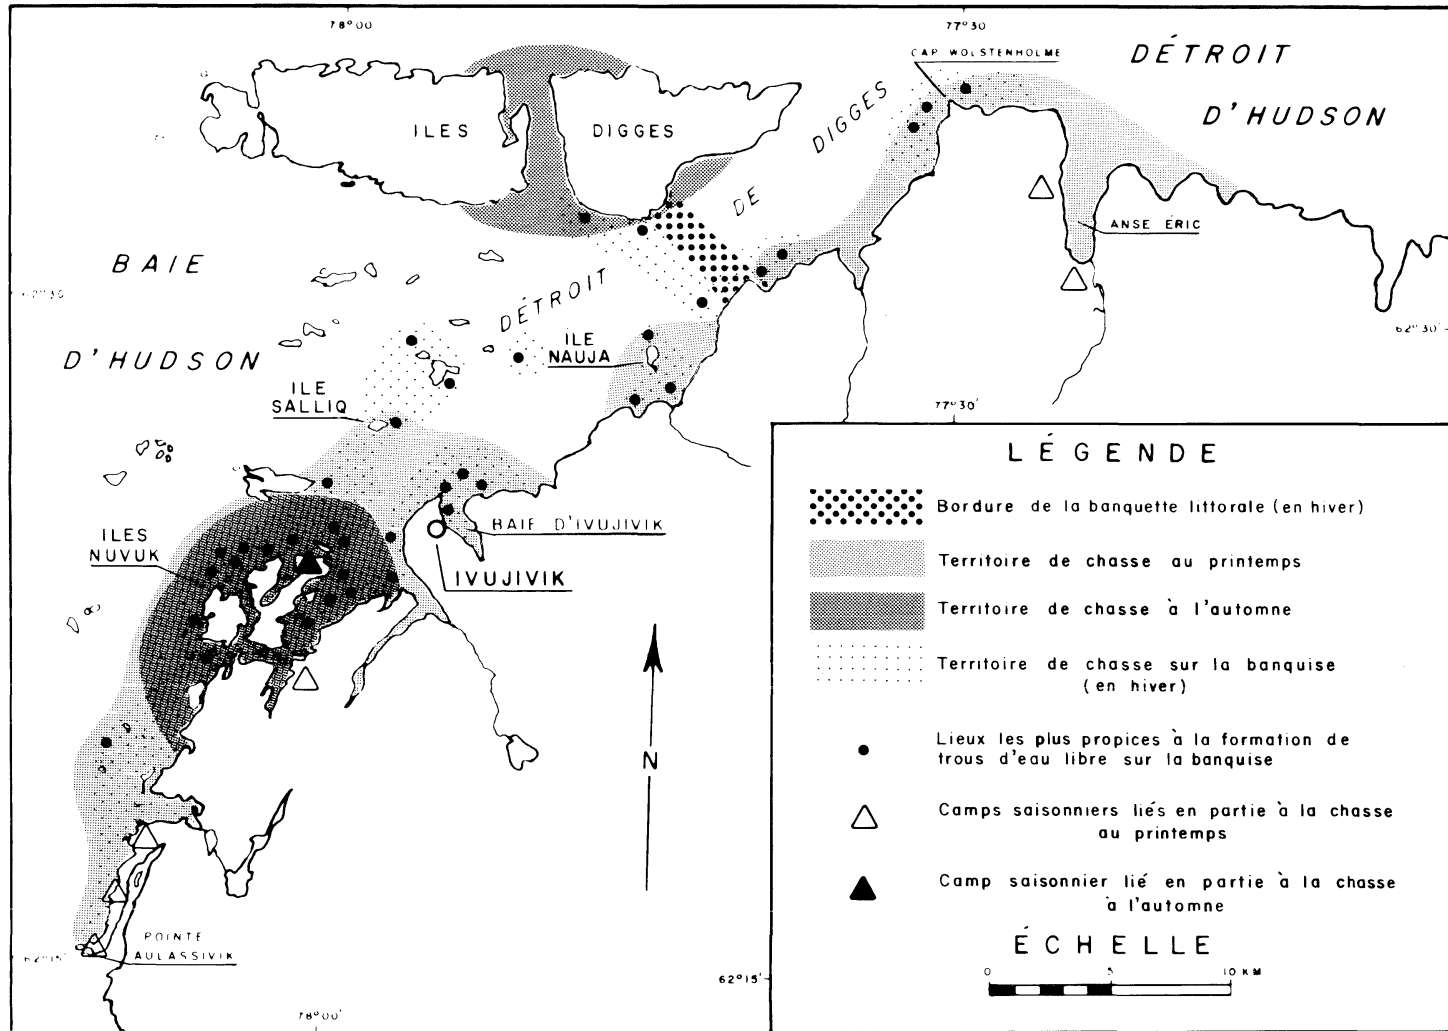 78°00
77°30
CAP WOLSTENHOLME
DÉTROIT
D'HUDSON
ILES DIGGES
DÉTROIT DE DIGGES
ANSE ÉRIC
BAIE
D'HUDSON
62°30
62°30'
ILE
NAUJA
ILE
SALLIQ
77°30'
ILES
NUVUK
BAIE D'IVUJIVIK
IVUJIVIK
N
POINTE
AULASSIVIK
62°15'
62°15'
78°00'
LÉGENDE
Bordure de la banquette littorale (en hiver)
Territoire de chasse au printemps
Territoire de chasse à l'automne
Territoire de chasse sur la banquise
(en hiver)
Lieux les plus propices à la formation de
trous d'eau libre sur la banquise
Camps saisonniers liés en partie à la chasse
au printemps
Camp saisonnier lié en partie à la chasse
à l'automne
ÉCHELLE
0 5 10 KM